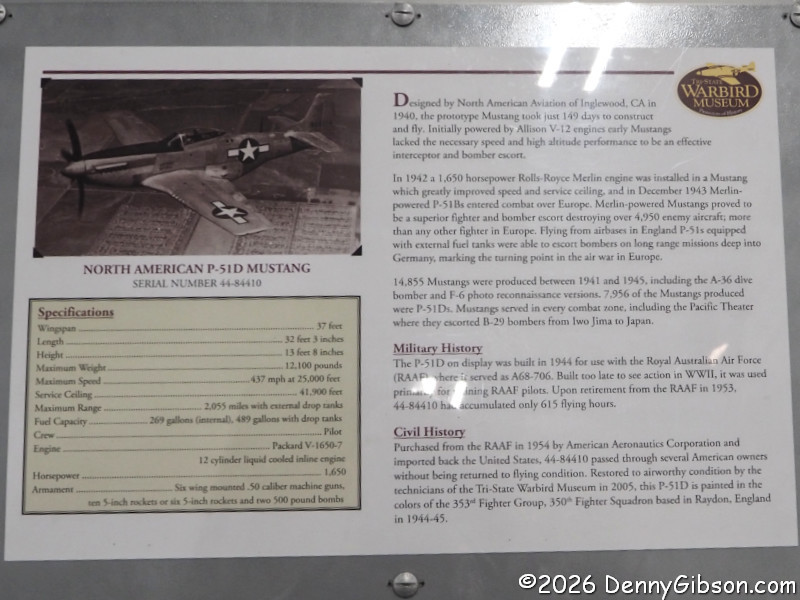 TRI-STATE
WARBIRD
MUSEUM
NORTH AMERICAN P-51D MUSTANG
SERIAL NUMBER 44-84410
Specifications
Wingspan 37 feet
Length 32 feet 3 inches
Height 13 feet 8 inches
Maximum Weight 12,100 pounds
Maximum Speed 437 mph at 25,000 feet
Service Ceiling 41,900 feet
Maximum Range 2,055 miles with external drop tanks
Fuel Capacity 269 gallons (internal), 489 gallons with drop tanks
Crew Pilot
Engine Packard V-1650-7
12 cylinder liquid cooled inline engine
Horsepower 1,650
Armament Six wing mounted .50 caliber machine guns,
ten 5-inch rockets or six 5-inch rockets and two 500 pound bombs
Designed by North American Aviation of Inglewood, CA in
1940, the prototype Mustang took just 149 days to construct
and fly. Initially powered by Allison V-12 engines early Mustangs
lacked the necessary speed and high altitude performance to be an effective
interceptor and bomber escort.
In 1942 a 1,650 horsepower Rolls-Royce Merlin engine was installed in a Mustang
which greatly improved speed and service ceiling, and in December 1943 Merlin-
powered P-51Bs entered combat over Europe. Merlin-powered Mustangs proved to
be a superior fighter and bomber escort destroying over 4,950 enemy aircraft; more
than any other fighter in Europe. Flying from airbases in England P-51s equipped
with external fuel tanks were able to escort bombers on long range missions deep into
Germany, marking the turning point in the air war in Europe.
14,855 Mustangs were produced between 1941 and 1945, including the A-36 dive
bomber and F-6 photo reconnaissance versions. 7,956 of the Mustangs produced
were P-51Ds. Mustangs served in every combat zone, including the Pacific Theater
where they escorted B-29 bombers from Iwo Jima to Japan.
Military History
The P-51D on display was built in 1944 for use with the Royal Australian Air Force
(RAAF) where it served as A68-706. Built too late to see action in WWII, it was used
primarily for training RAAF pilots. Upon retirement from the RAAF in 1953,
44-84410 had accumulated only 615 flying hours.
Civil History
Purchased from the RAAF in 1954 by American Aeronautics Corporation and
imported back the United States, 44-84410 passed through several American owners
without being returned to flying condition. Restored to airworthy condition by the
technicians of the Tri-State Warbird Museum in 2005, this P-51D is painted in the
colors of the 353rd Fighter Group, 350th Fighter Squadron based in Raydon, England
in 1944-45.
©2026 DennyGibson.com